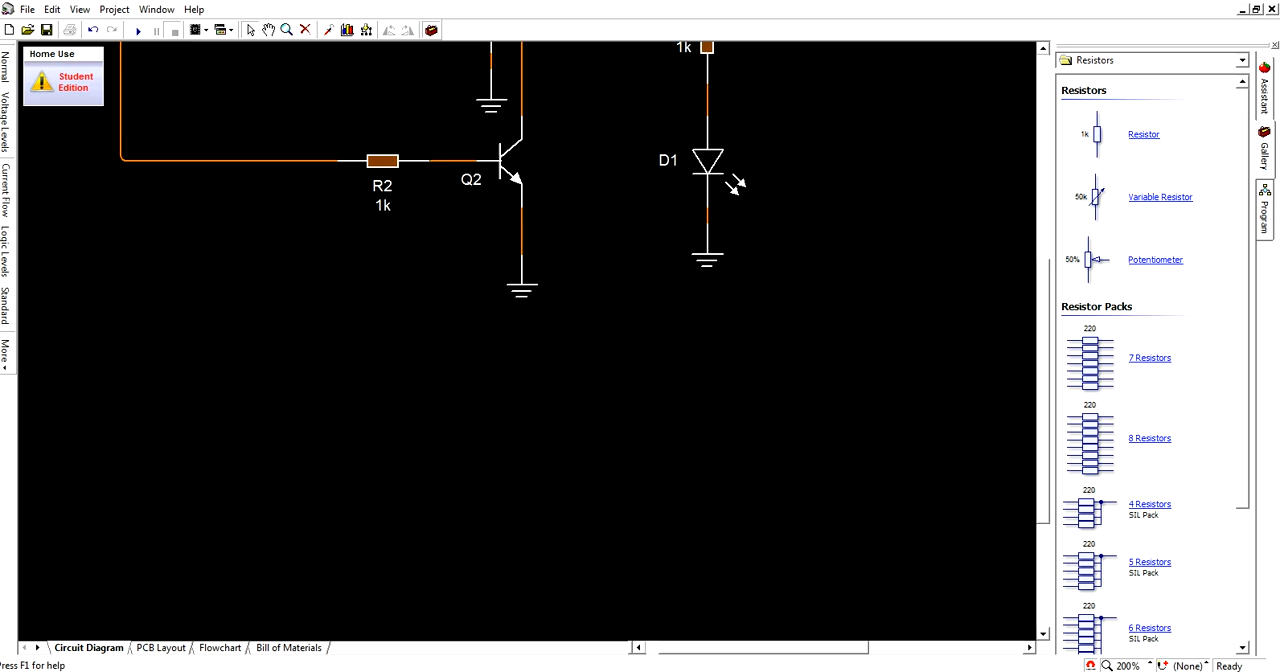 File Edit View Project Window Help
Normal
Voltage Levels
Current Flow
Logic Levels
Standard
More
Home Use
Student
Edition
1k
R2
1k
Q2
D1
Resistors
Resistors
1k Resistor
50k Variable Resistor
50% Potentiometer
Resistor Packs
220
7 Resistors
220
8 Resistors
220
4 Resistors
SIL Pack
220
5 Resistors
SIL Pack
220
6 Resistors
SIL Pack
Assistant
Gallery
Program
Circuit Diagram PCB Layout Flowchart Bill of Materials
Press F1 for help
200% (None) Ready